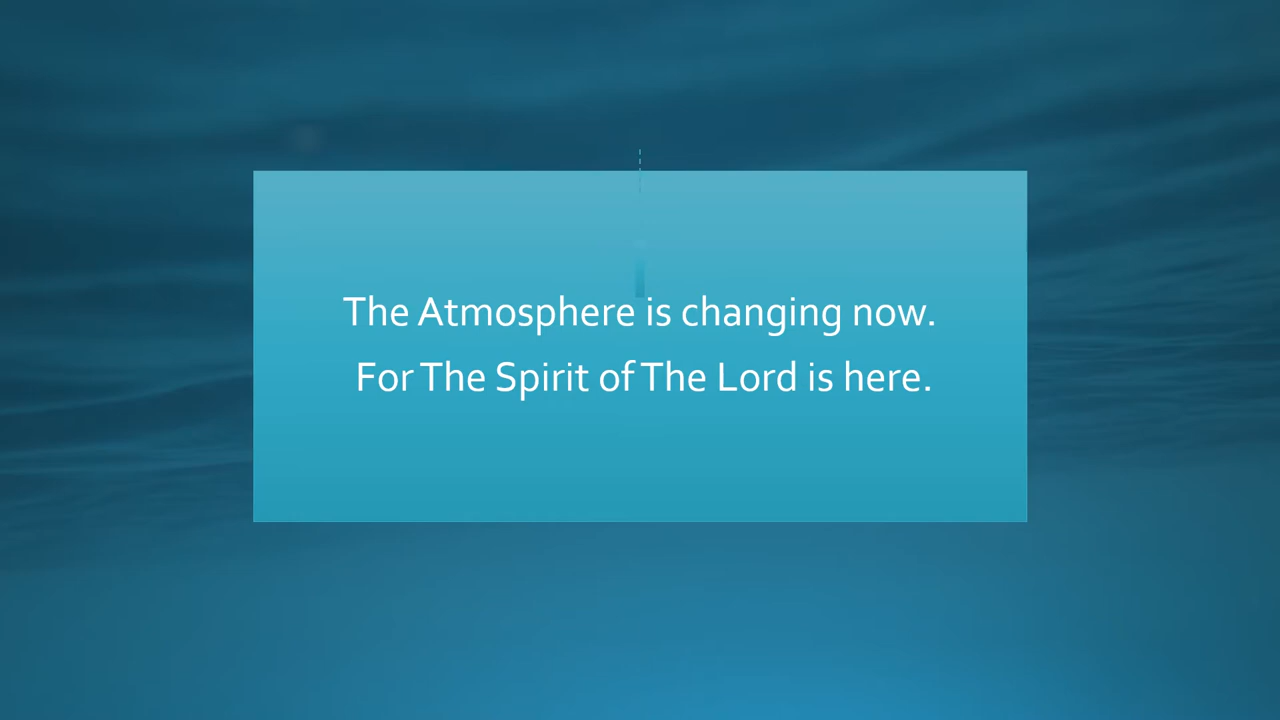 The Atmosphere is changing now.
For The Spirit of The Lord is here.